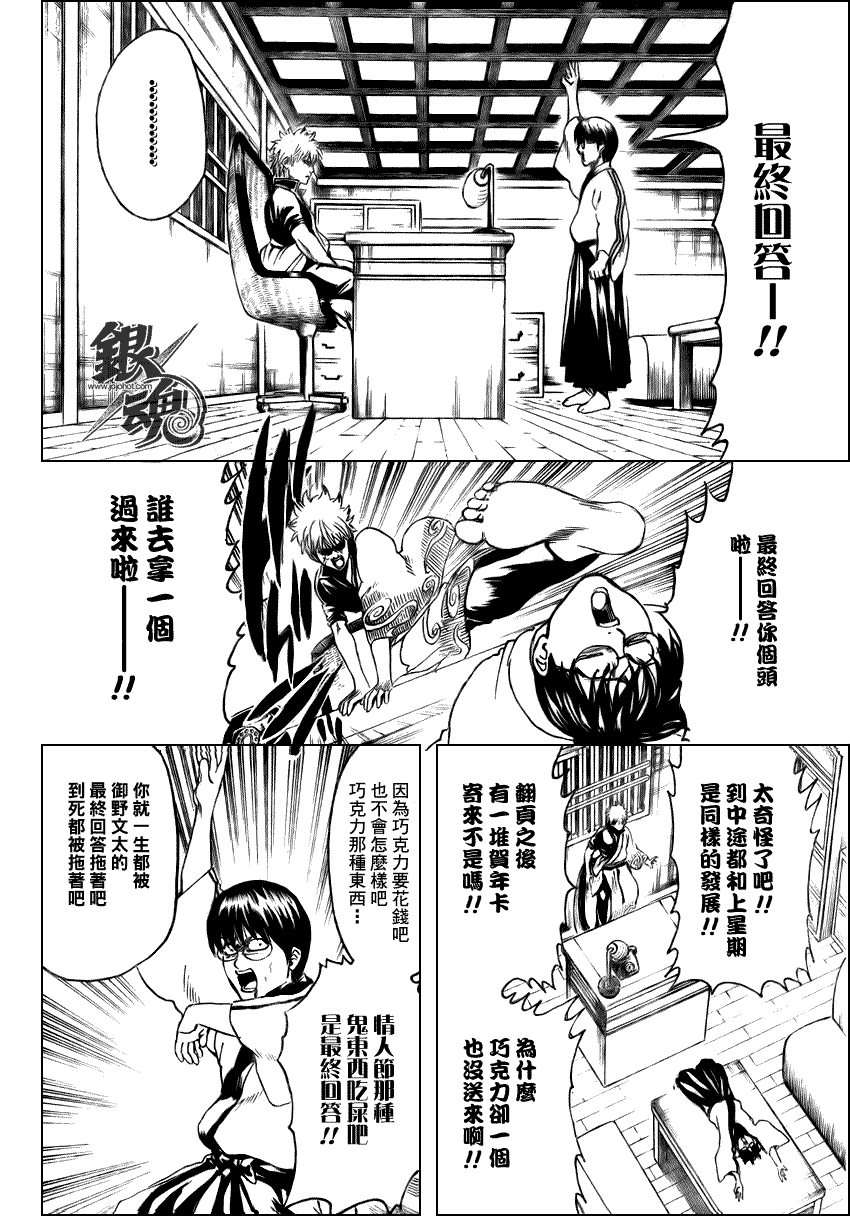 最終回答—!!
⋯⋯⋯⋯⋯
銀魂
www.jojohot.com
最終回答你個頭
啦——!!
誰去拿一個
過來啦——!!
太奇怪了吧!!
到中途都和上星期
是同樣的發展!!
翻頁之後
有一堆賀年卡
寄來不是嗎!!
為什麼
巧克力卻一個
也沒送來啊!!
因為巧克力要花錢吧
也不會怎麼樣吧
巧克力那種東西…
情人節那種
鬼東西吃屎吧
是最終回答!!
你就一生都被
御野文太的
最終回答拖著吧
到死都被拖著吧